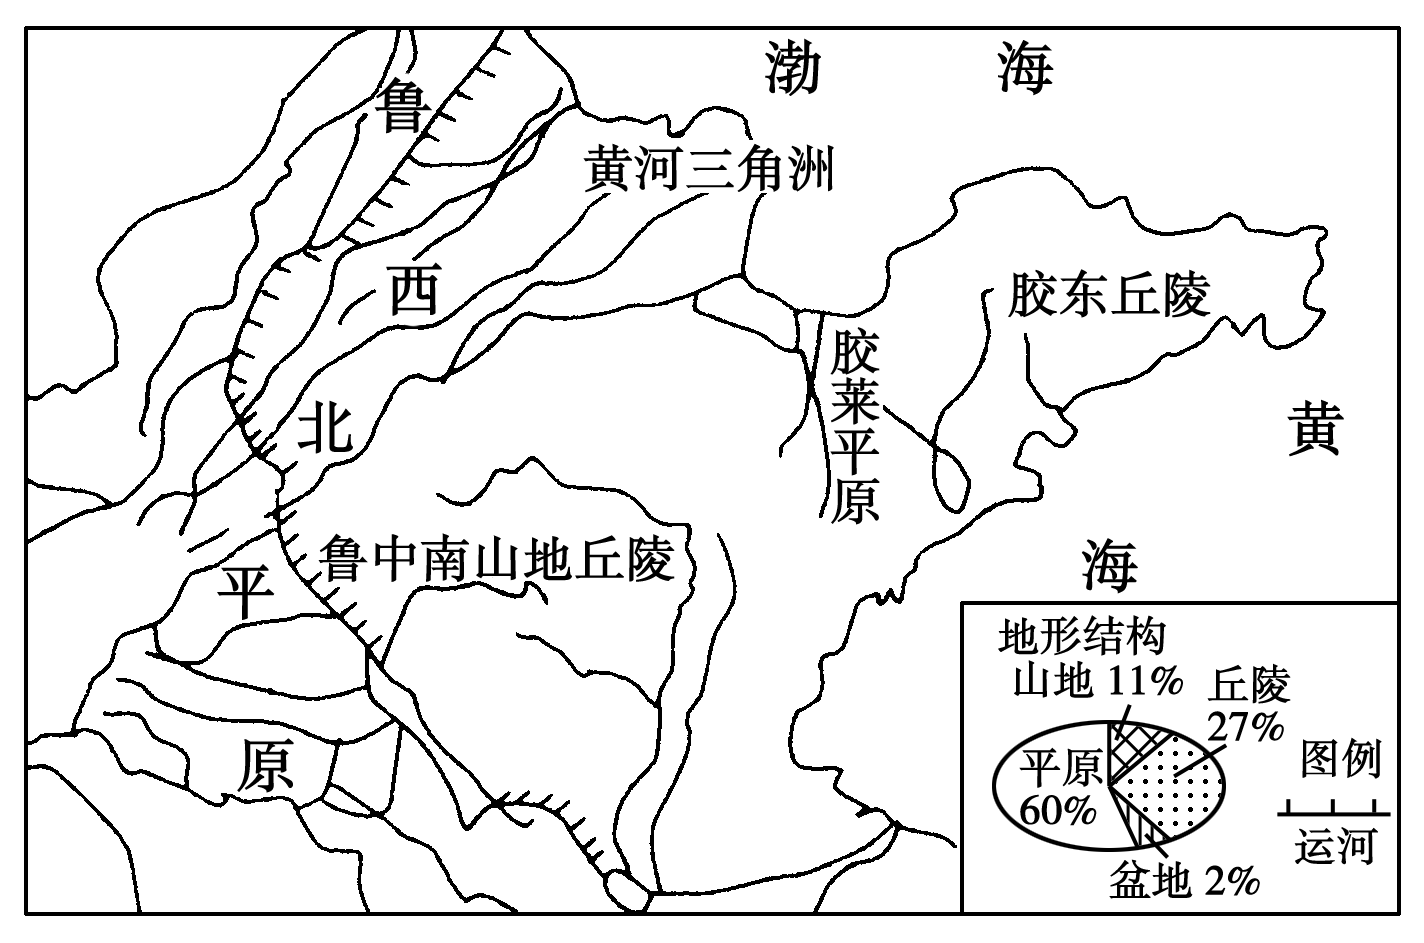 渤海
鲁西北平原
黄河三角洲
胶东丘陵
胶莱平原
黄海
鲁中南山地丘陵
地形结构
山地 11%
丘陵
27%
平原
60%
盆地 2%
图例
运河